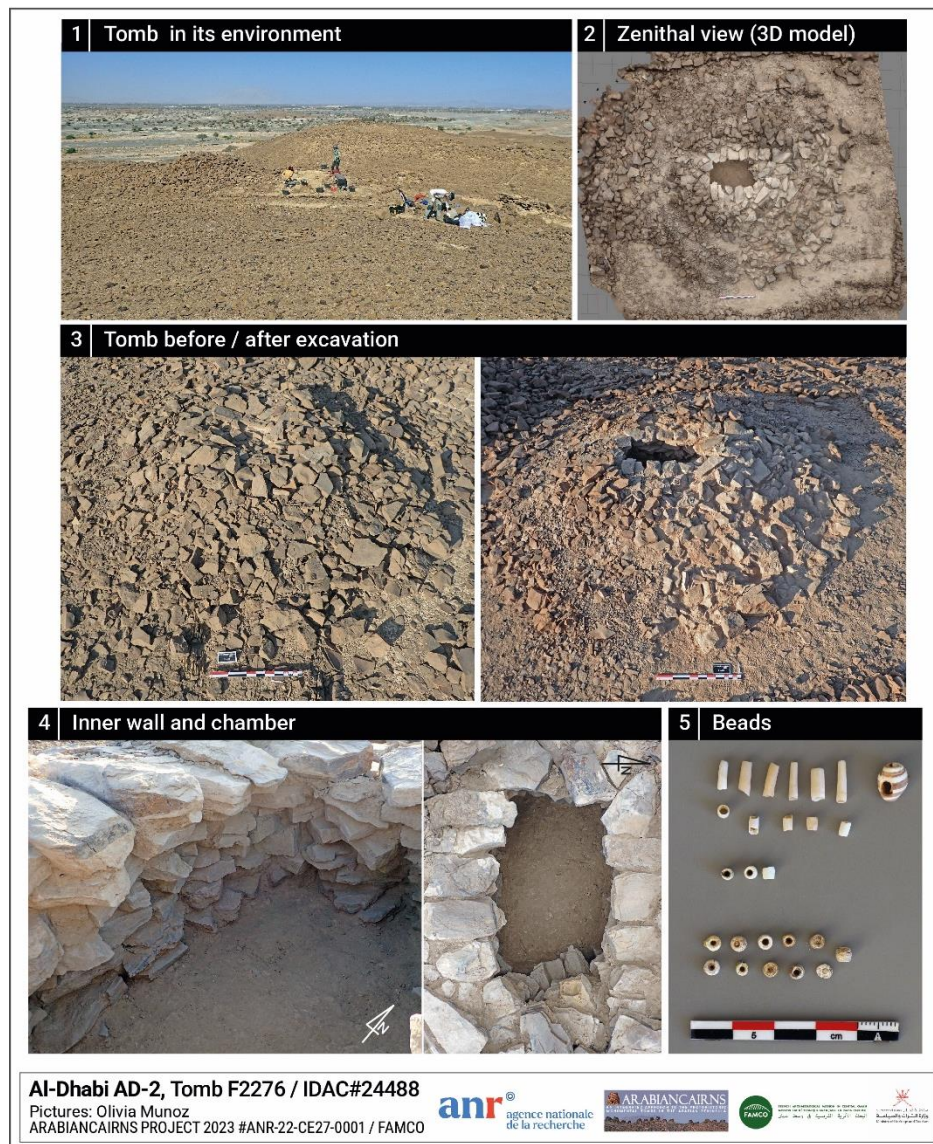 1 | Tomb in its environment
2 | Zenithal view (3D model)
3 | Tomb before / after excavation
4 | Inner wall and chamber
5 | Beads
N
N
5
cm
A
Al-Dhabi AD-2, Tomb F2276 / IDAC#24488
Pictures: Olivia Munoz
ARABIANCAIRNS PROJECT 2023 #ANR-22-CE27-0001 / FAMCO
anr©
agence nationale
de la recherche
ARABIANCAIRNS
FAMCO